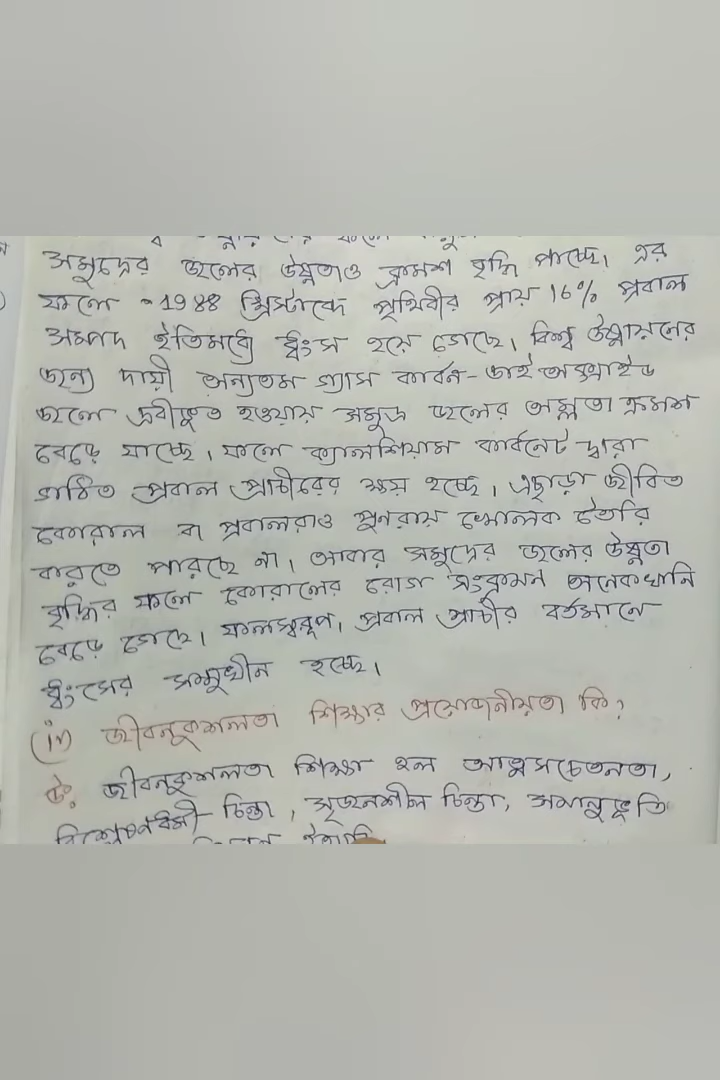 সমুদ্রের জলের উষ্ণতাও ক্রমশ বৃদ্ধি পাচ্ছে। এর
ফলে 1988 খ্রিস্টাব্দে পৃথিবীর প্রায় 16% প্রবাল
সম্পদ ইতিমধ্যে ধ্বংস হয়ে গেছে। বিশ্ব উষ্ণায়নের
জন্য দায়ী অন্যতম গ্যাস কার্বন-ডাই অক্সাইড
জলে দ্রবীভূত হওয়ায় সমুদ্র জলের অম্লতা ক্রমশ
বেড়ে যাচ্ছে। ফলে ক্যালশিয়াম কার্বনেট দ্বারা
গঠিত প্রবাল প্রাচীরের ক্ষয় হচ্ছে। এছাড়া জীবিত
কোরাল বা প্রবালরাও পুনরায় খোলক তৈরি
করতে পারছে না। আবার সমুদ্রের জলের উষ্ণতা
বৃদ্ধির ফলে কোরালের রোগ সংক্রমন অনেকখানি
বেড়ে গেছে। ফলস্বরূপ, প্রবাল প্রাচীর বর্তমানে
ধ্বংসের সম্মুখীন হচ্ছে।
জীবনকুশলতা শিক্ষার প্রয়োজনীয়তা কি?
উ: জীবনকুশলতা শিক্ষা হল আত্মসচেতনতা,
চিন্তা, সৃজনশীল চিন্তা, সমানুভূতি